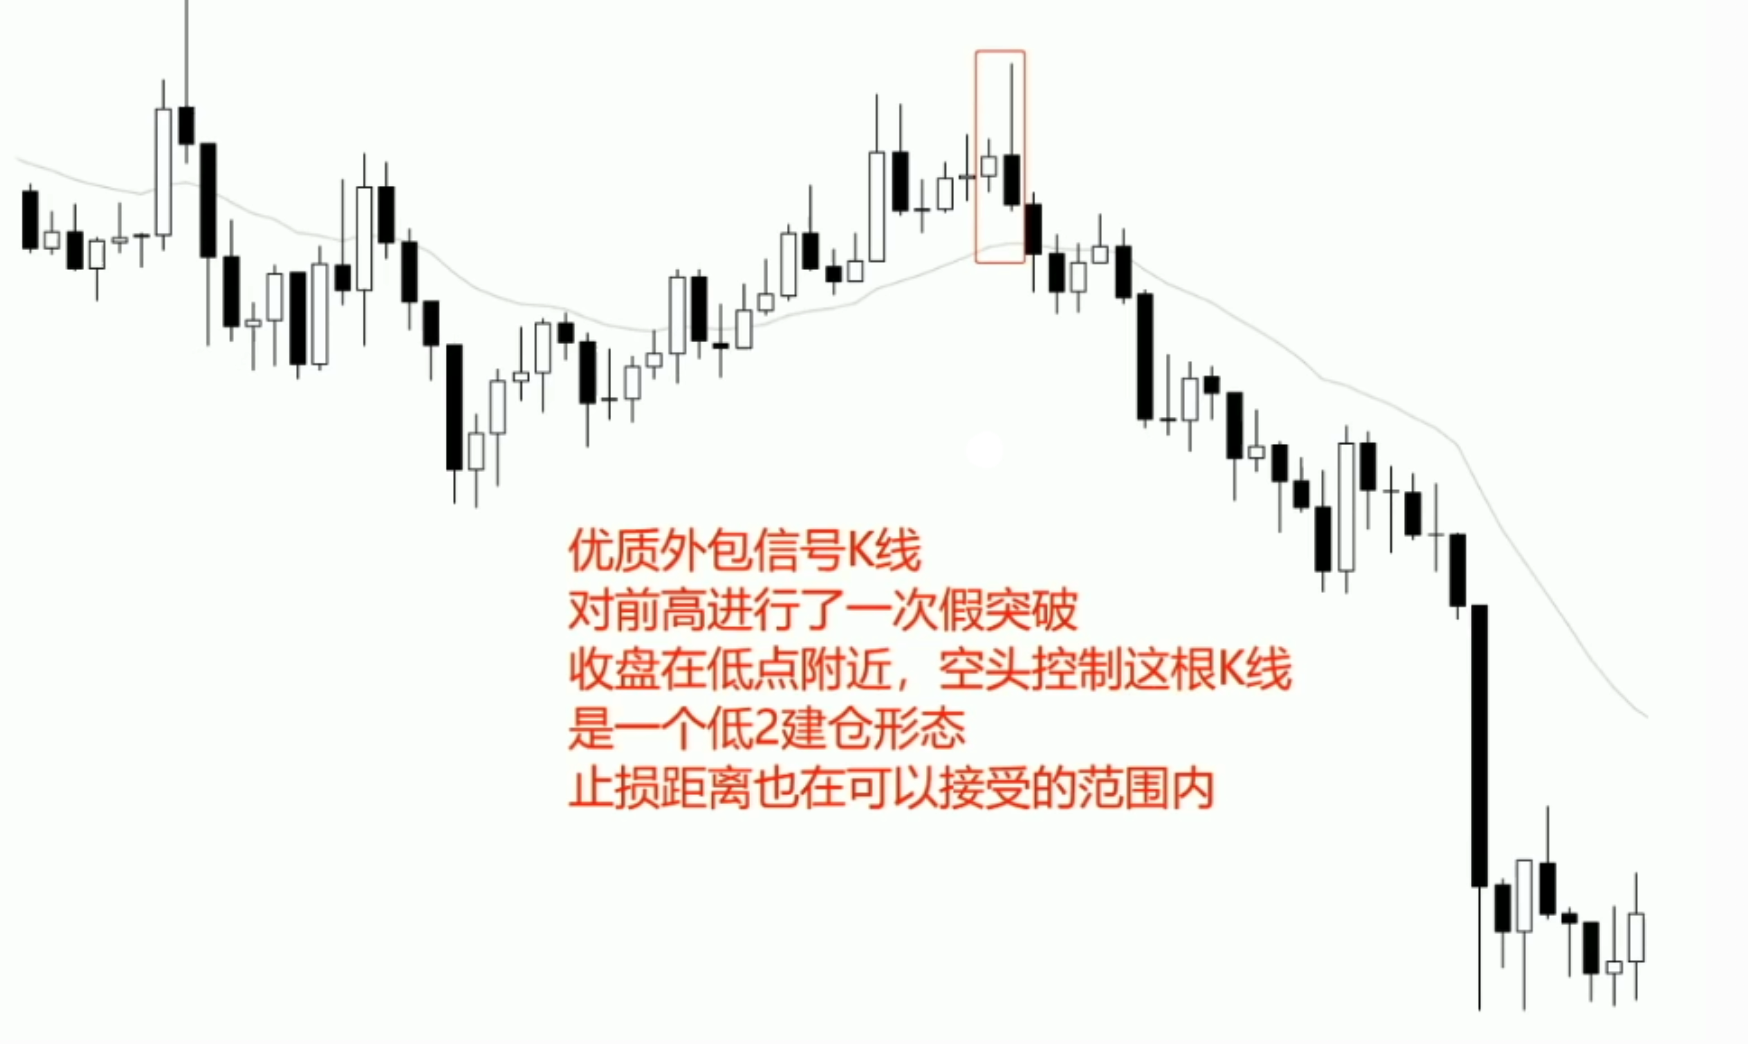 优质外包信号K线
对前高进行了一次假突破
收盘在低点附近，空头控制这根K线
是一个低2建仓形态
止损距离也在可以接受的范围内